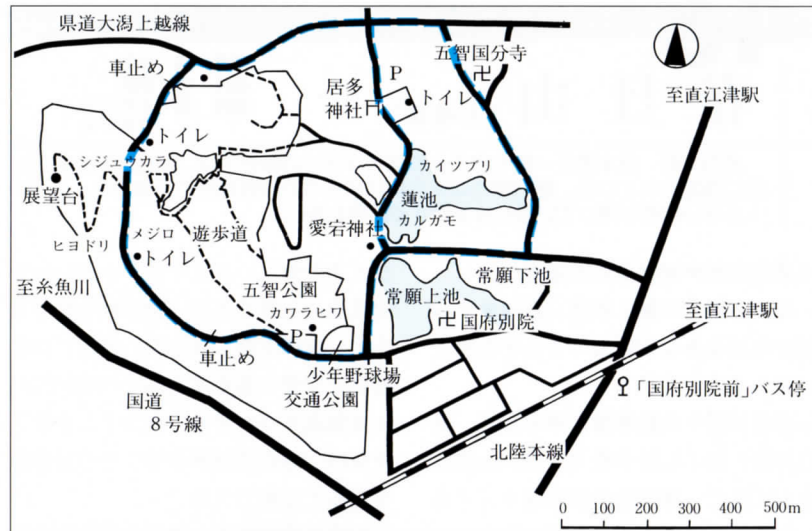 県道大潟上越線
車止め
五智国分寺
居多
神社
P
トイレ
至直江津駅
トイレ
シジュウカラ
カイツブリ
展望台
蓮池
カルガモ
愛宕神社
メジロ
遊歩道
ヒヨドリ
トイレ
五智公園
カワラヒワ
常願下池
常願上池
国府別院
至糸魚川
至直江津駅
P
車止め
少年野球場
交通公園
国道
8号線
「国府別院前」バス停
北陸本線
0 100 200 300 400 500m